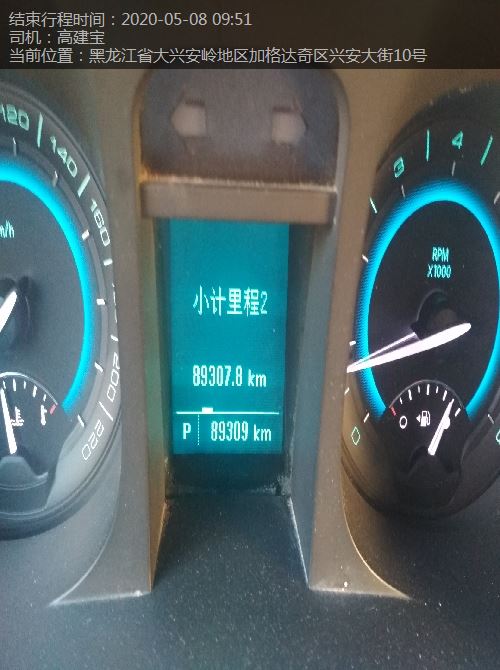 结束行程时间：2020-05-08 09:51
司机：高建宝
当前位置：黑龙江省大兴安岭地区加格达奇区兴安大街10号
120
140
160
200
220
3
4
RPM
X1000
小计里程2
89307.8 km
P 89309 km